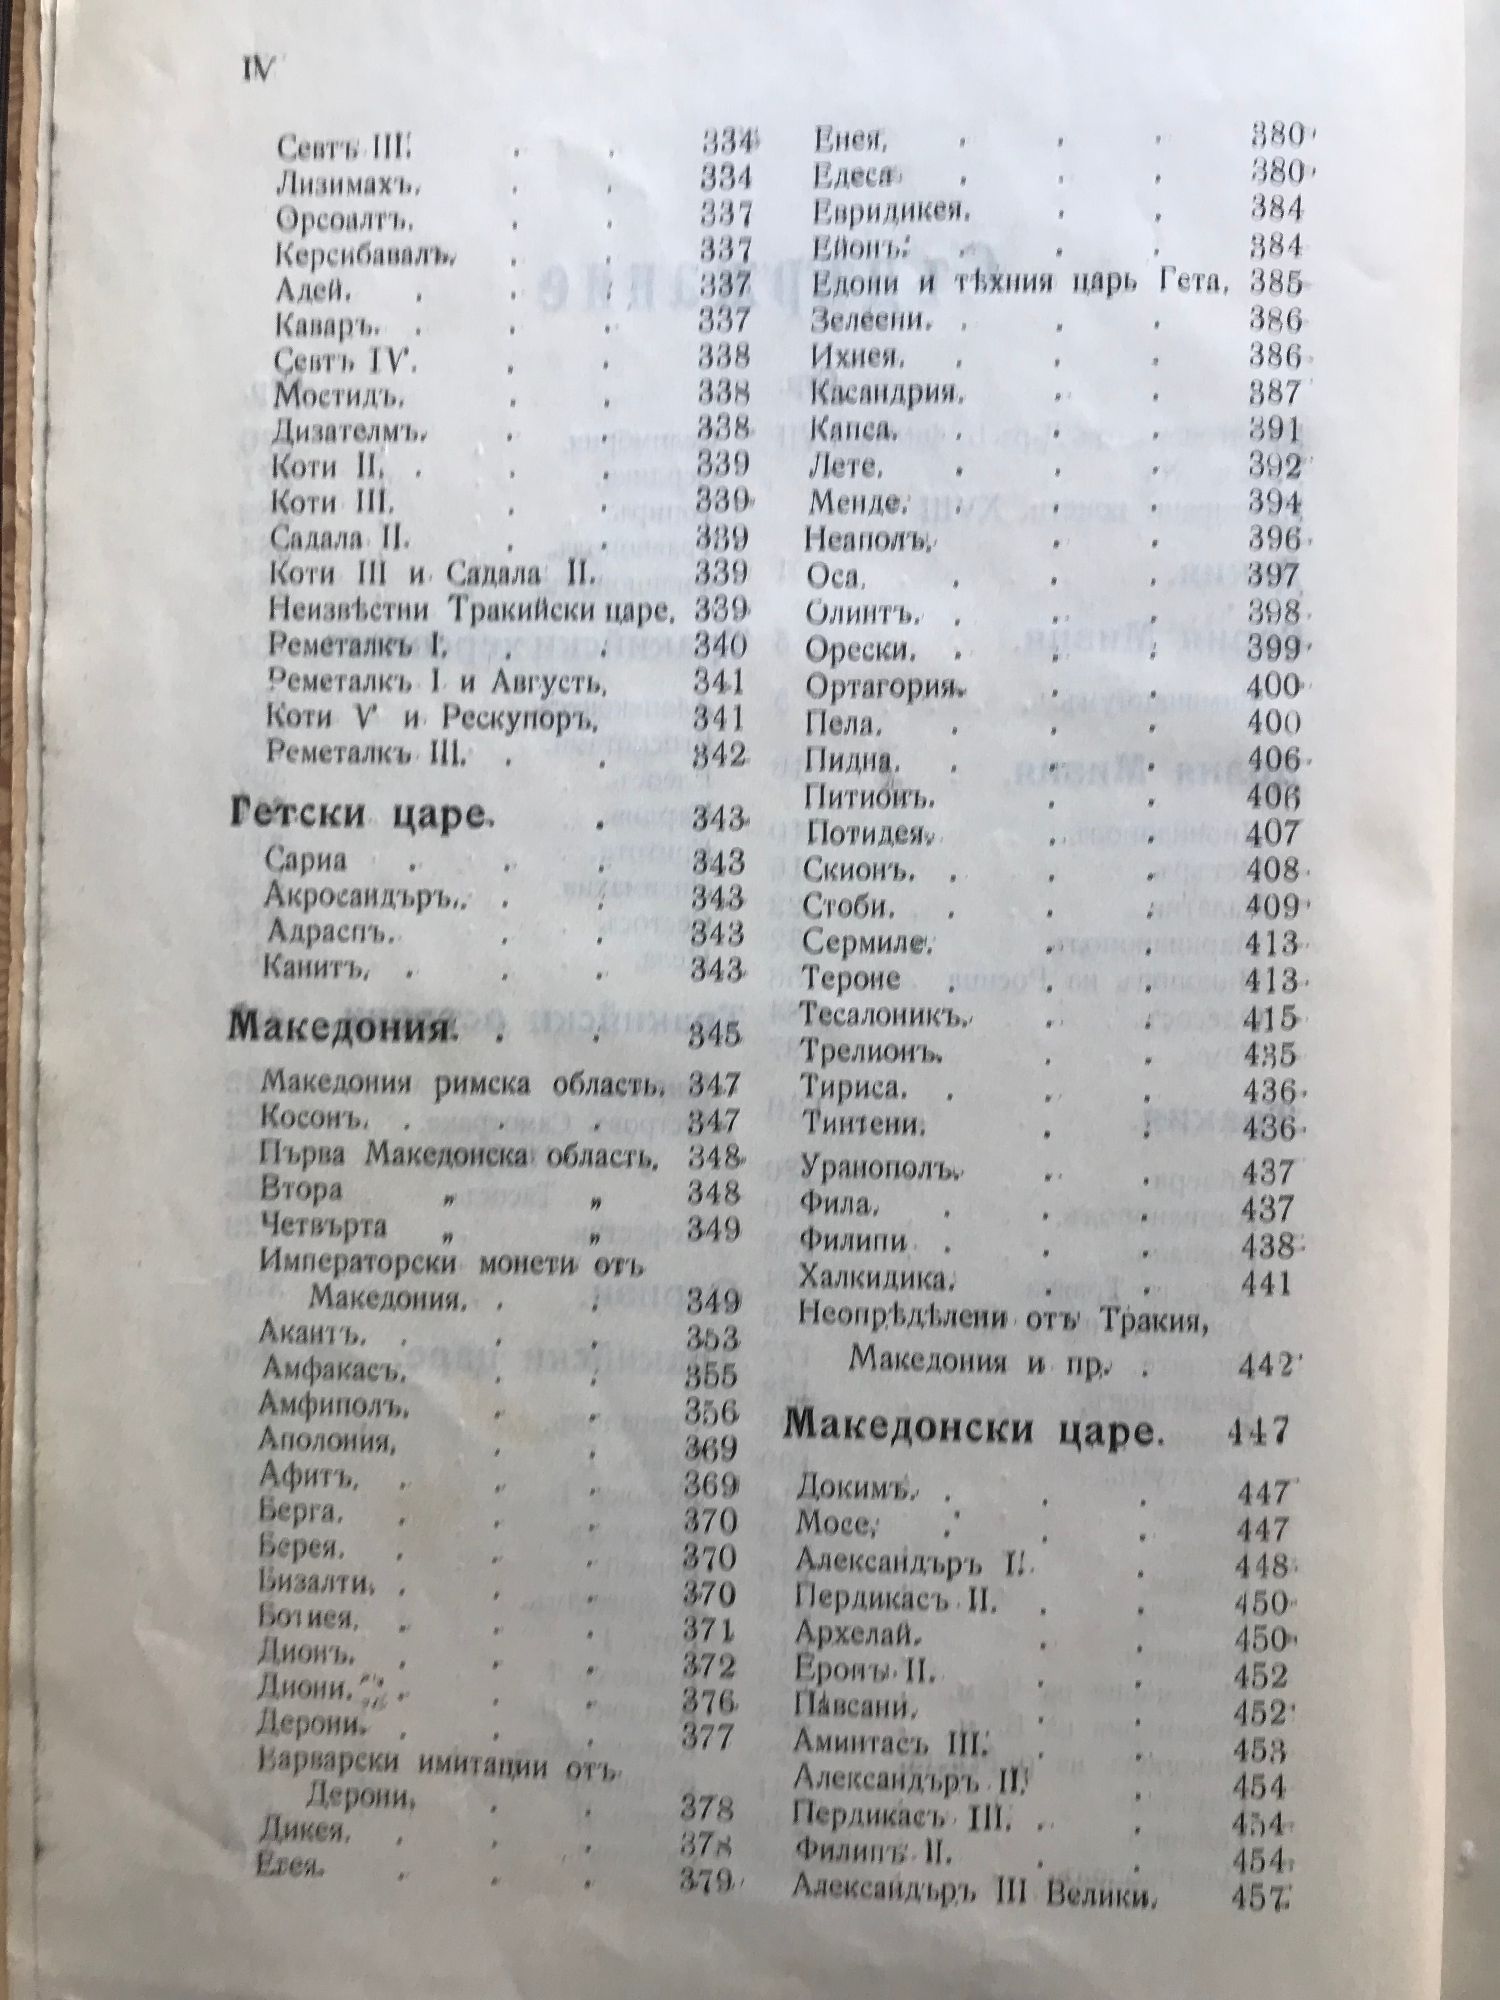 IV
Севтъ III. . . 334
Лизимахъ. . . 334
Орсоалтъ. . . 337
Керсибавалъ. . . 337
Адей. . . . 337
Каваръ. . . . 337
Севтъ IV. . . 338
Мостидъ. . . 338
Дизателмъ. . . 338
Коти II. . . . 339
Коти III. . . 339
Садала II. . . 339
Коти III и Садала II. 339
Неизвѣстни Тракийски царе. 339
Реметалкъ I. . . 340
Реметалкъ I и Августъ. 341
Коти V и Рескупоръ. 341
Реметалкъ III. . . 342
Гетски царе. . 343
Сариа . . . 343
Акросандъръ. . . 343
Адраспъ. . . 343
Канитъ, . . . 343
Македония. . . 345
Македония римска область. 347
Косонъ. . . . 347
Първа Македонска область. 348
Втора „ „ 348
Четвърта „ „ 349
Императорски монети отъ
Македония. . . 349
Акантъ. . . . 353
Амфакасъ. . . 355
Амфиполъ. . . 356
Аполония, . . 369
Афитъ, . . . 369
Берга. . . . 370
Берея. . . . 370
Бизалти. . . . 370
Ботиея. . . . 371
Дионъ. . . . 372
Диони. . . . 376
Дерони. . . . 377
Варварски имитации отъ
Дерони. . . 378
Дикея. . . . 378
Егея. . . . 379
Енея. . . . 380
Едеса . . . 380
Евридикея. . . 384
Ейонъ. . . . 384
Едони и тѣхния царь Гета. 385
Зелеени. . . . 386
Ихнея. . . . 386
Касандрия. . . 387
Капса. . . . 391
Лете. . . . 392
Менде. . . . 394
Неаполъ. . . 396
Оса. . . . 397
Олинтъ. . . . 398
Орески. . . . 399
Ортагория. . . 400
Пела. . . . 400
Пидна. . . . 406
Питионъ. . . 406
Потидея. . . 407
Скионъ. . . . 408
Стоби. . . . 409
Сермиле. . . 413
Тероне . . . 413
Тесалоникъ. . . 415
Трелионъ. . . 435
Тириса. . . . 436
Тинтени. . . 436
Уранополъ. . . 437
Фила. . . . 437
Филипи . . . 438
Халкидика. . . 441
Неопрѣдѣлени отъ Тракия,
Македония и пр. . 442
Македонски царе. 447
Докимъ. . . . 447
Мосе, . . . 447
Александъръ I. . 448
Пердикасъ II. . . 450
Архелай. . . 450
Еропъ II. . . 452
Павсани. . . 452
Аминтасъ III. . . 453
Александъръ II. . 454
Пердикасъ III. . . 454
Филипъ II. . . 454
Александъръ III Велики. 457